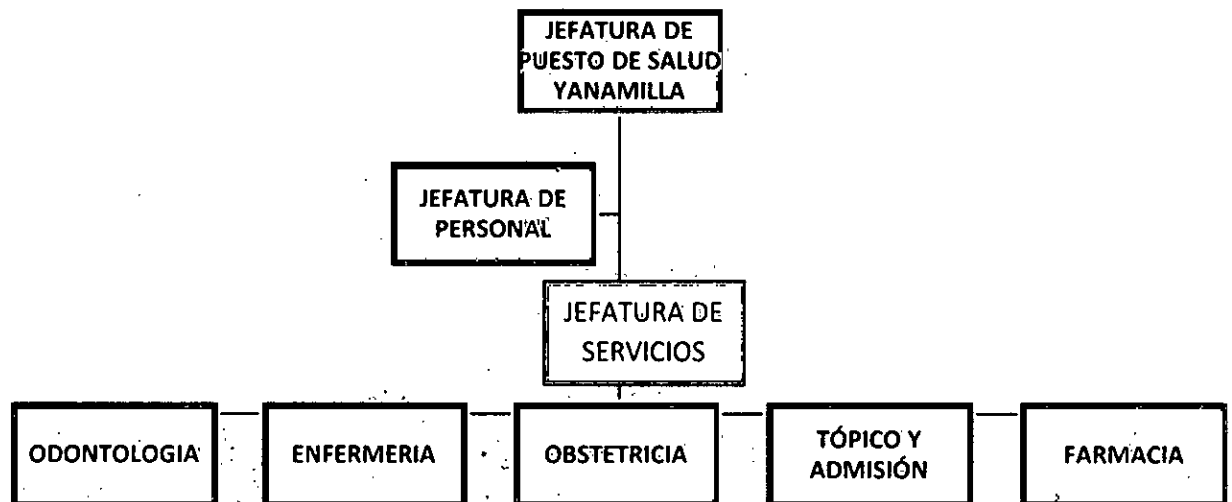 JEFATURA DE
PUESTO DE SALUD
YANAMILLA
JEFATURA DE
PERSONAL
JEFATURA DE
SERVICIOS
ODONTOLOGIA
ENFERMERIA
OBSTETRICIA
TÓPICO Y
ADMISIÓN
FARMACIA